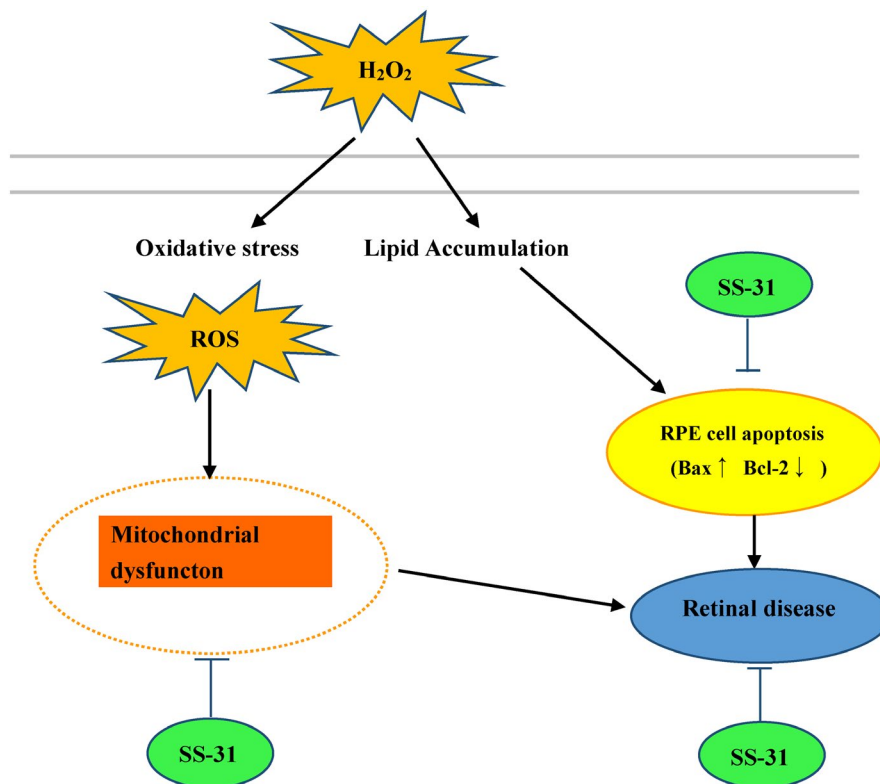 H₂O₂
Oxidative stress
Lipid Accumulation
SS-31
ROS
RPE cell apoptosis
(Bax ↑ Bcl-2 ↓ )
Mitochondrial
dysfuncton
Retinal disease
SS-31
SS-31